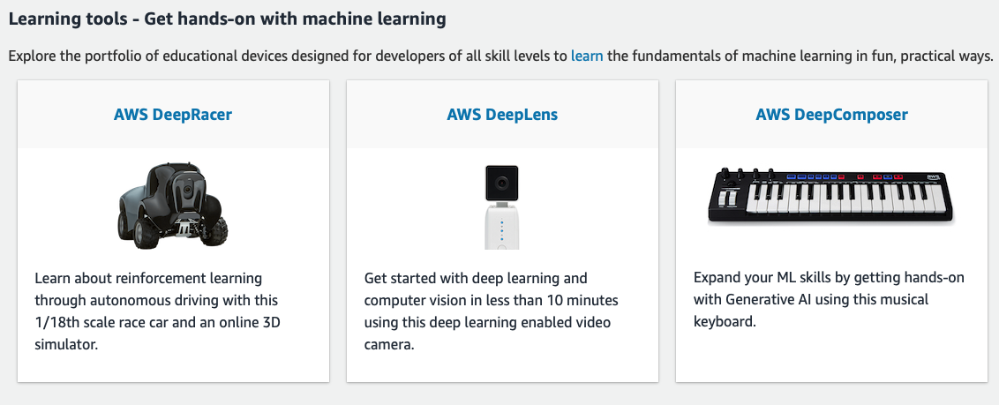 Learning tools - Get hands-on with machine learning
Explore the portfolio of educational devices designed for developers of all skill levels to learn the fundamentals of machine learning in fun, practical ways.
AWS DeepRacer
Learn about reinforcement learning
through autonomous driving with this
1/18th scale race car and an online 3D
simulator.
AWS DeepLens
Get started with deep learning and
computer vision in less than 10 minutes
using this deep learning enabled video
camera.
AWS DeepComposer
aws
Expand your ML skills by getting hands-on
with Generative AI using this musical
keyboard.